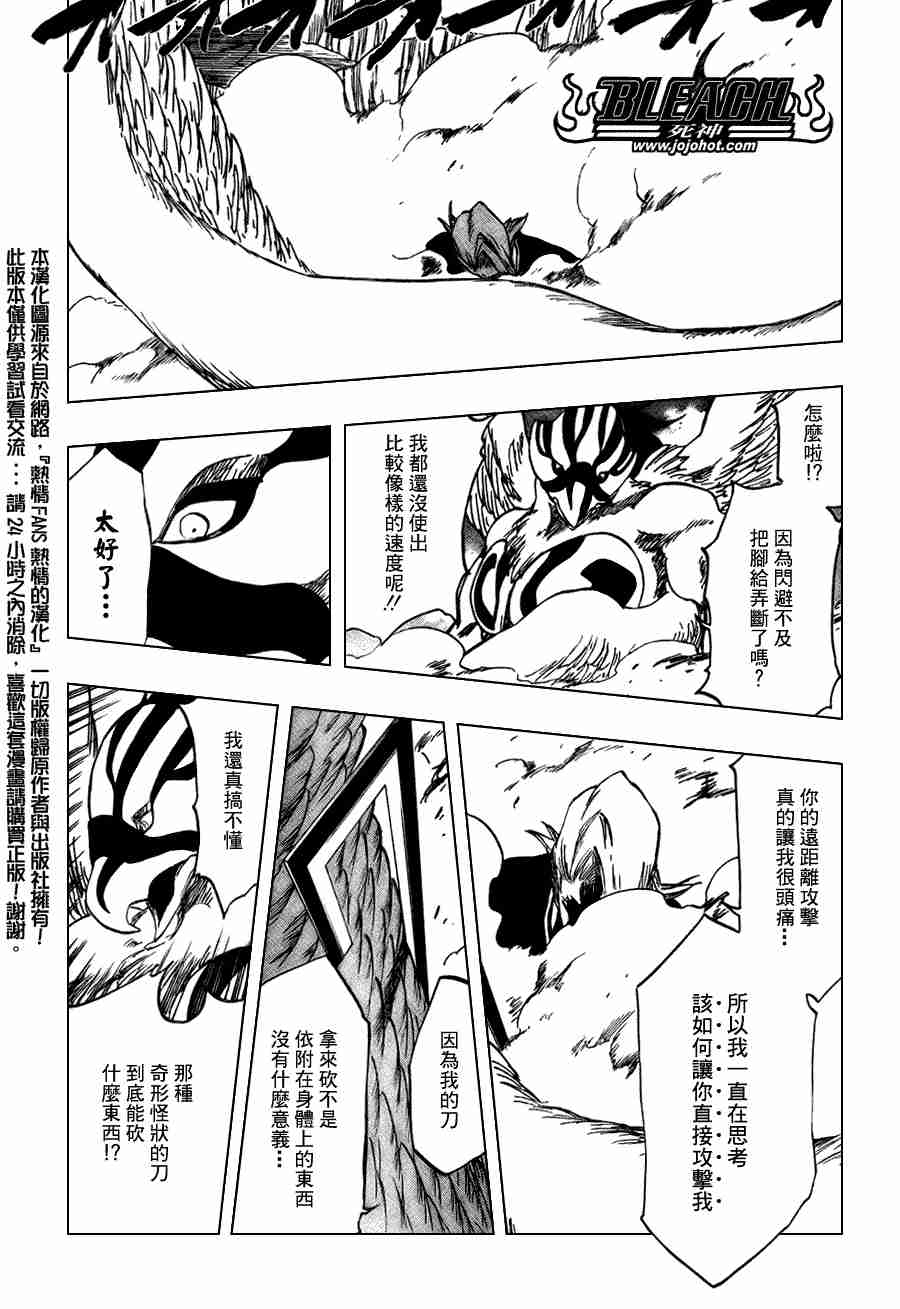 ォォォォォォ
BLEACH
死神
www.jojohot.com
怎麼啦!?
因為閃避不及
把腳給弄斷了嗎?
我都還沒使出
比較像樣的速度呢!!
太好了…
你的遠距離攻擊
真的讓我很頭痛…
所以我一直在思考
該如何讓你直接攻擊我
因為我的刀
拿來砍不是
依附在身體上的東西
沒有什麼意義…
我還真搞不懂
那種
奇形怪狀的刀
到底能砍
什麼東西!?
本漢化圖源來自於網路,『熱情FANS熱情的漢化』一切版權歸原作者與出版社擁有!
此版本僅供學習試看交流…請24小時之內消除,喜歡這套漫畫請購買正版!謝謝。